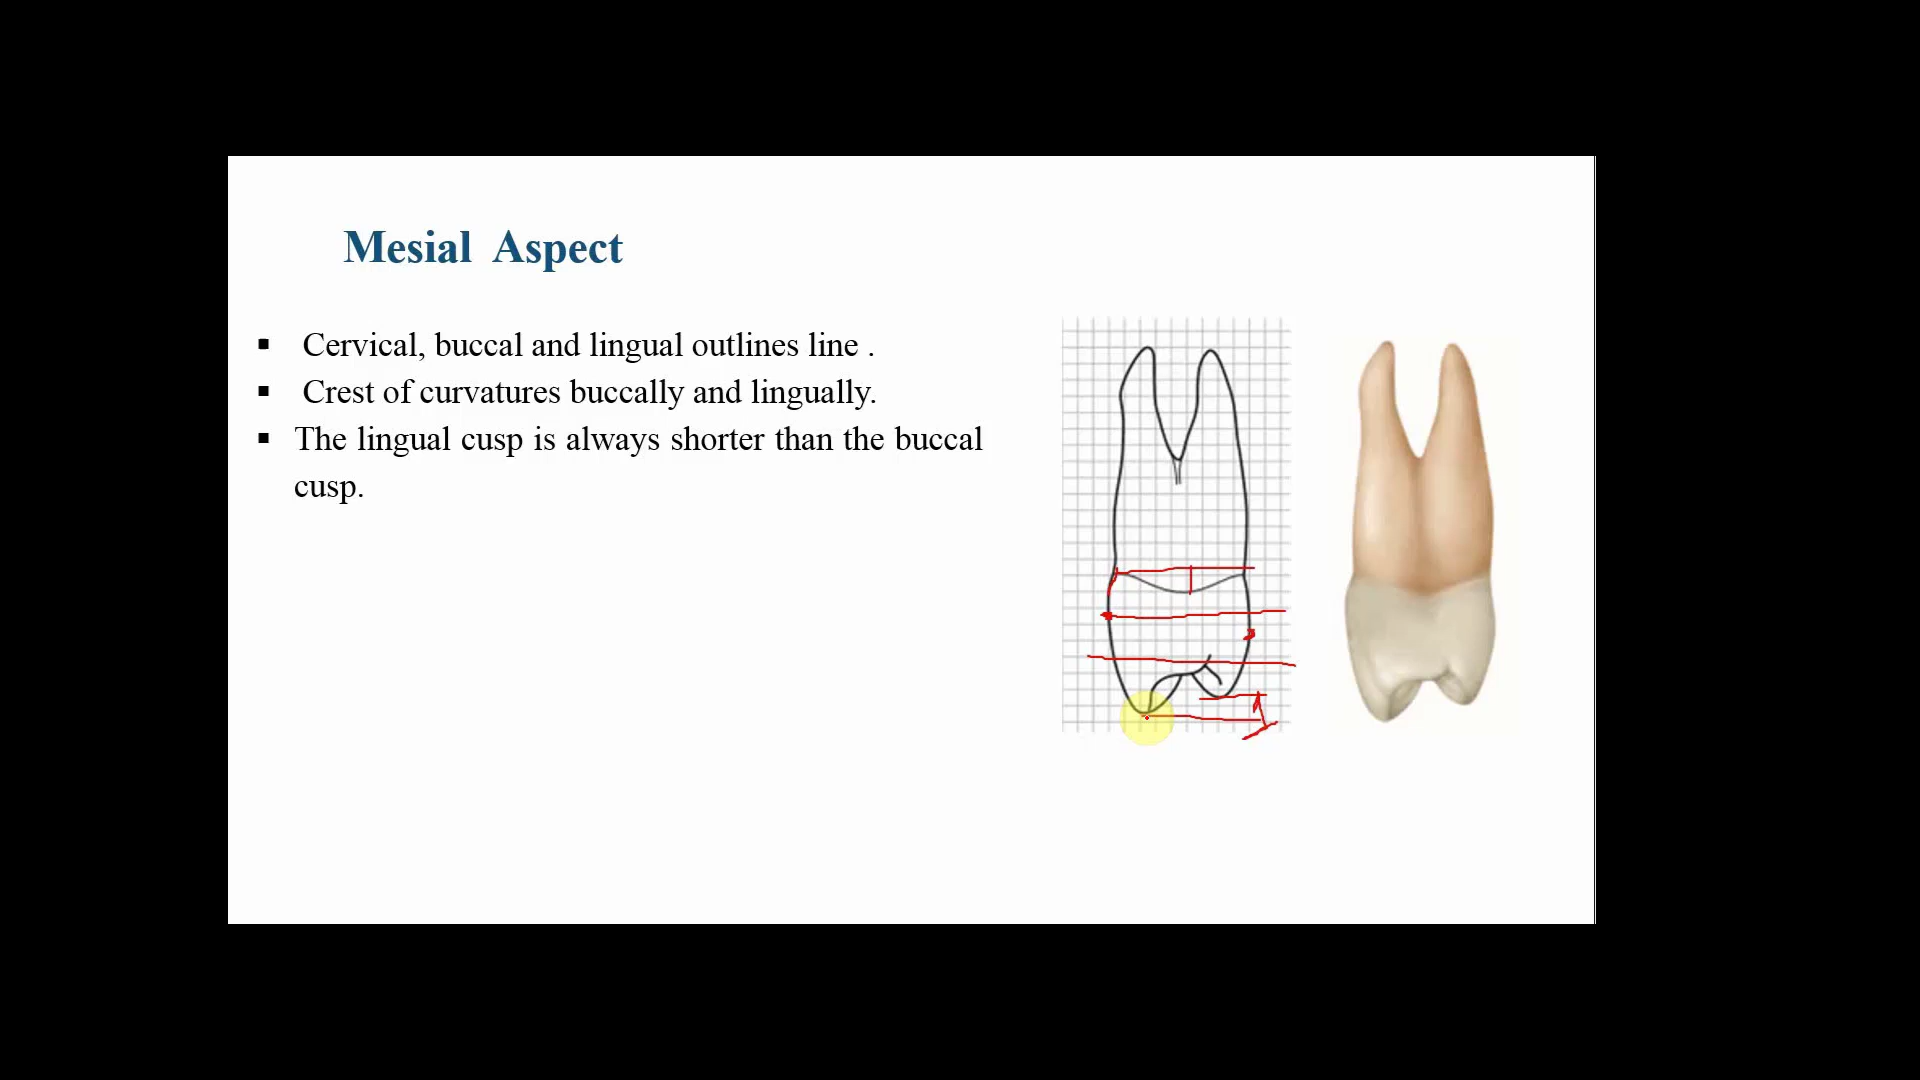 Mesial Aspect
▪ Cervical, buccal and lingual outlines line .
▪ Crest of curvatures buccally and lingually.
▪ The lingual cusp is always shorter than the buccal
cusp.